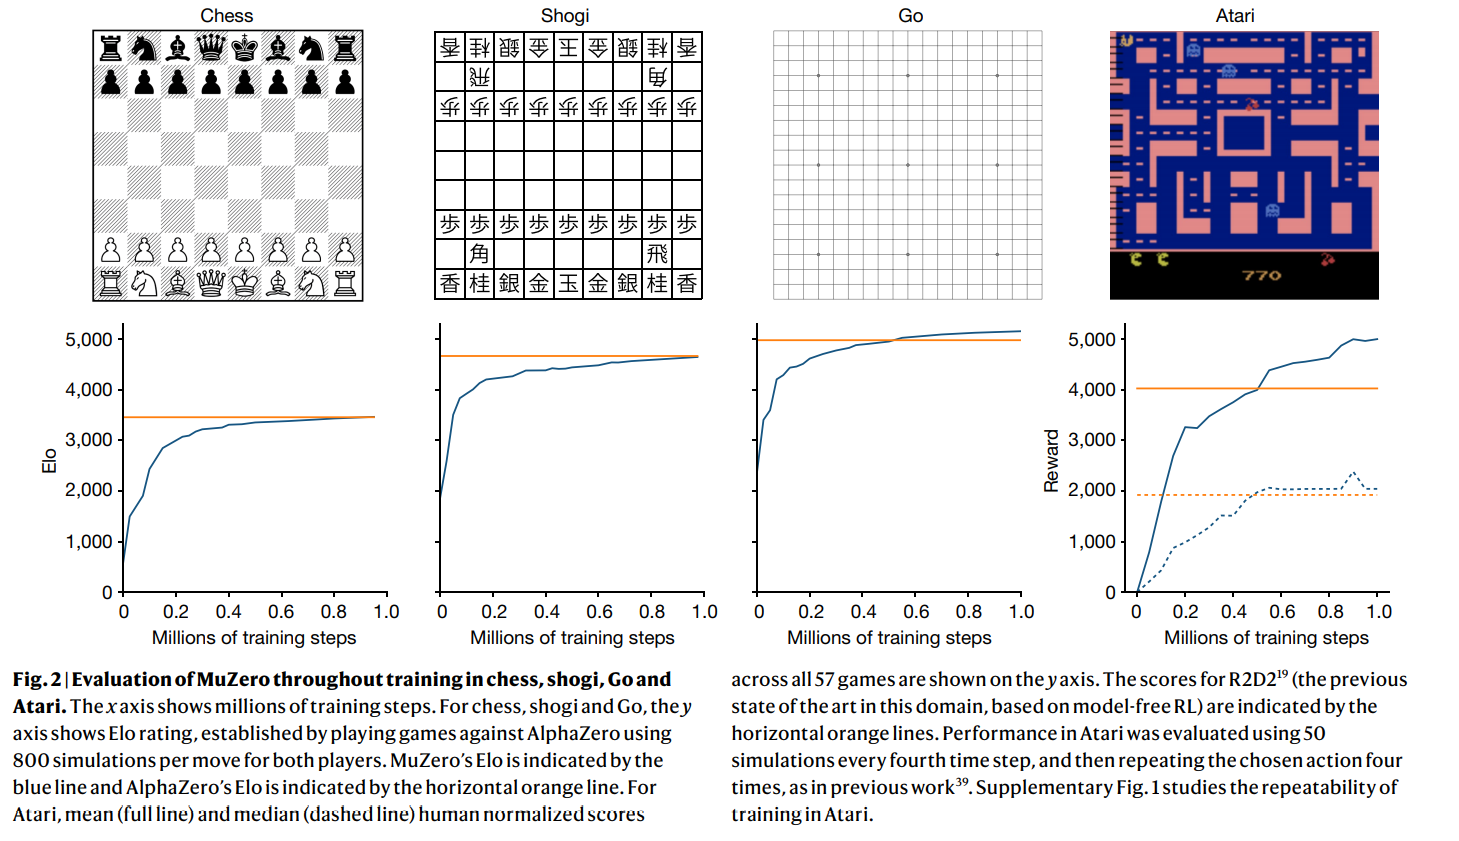 Chess
Shogi
Go
Atari
香桂銀金玉金銀桂香
飛角
歩歩歩歩歩歩歩歩歩
歩歩歩歩歩歩歩歩歩
角飛
香桂銀金玉金銀桂香
770
Elo
5,000
4,000
3,000
2,000
1,000
0
0 0.2 0.4 0.6 0.8 1.0
Millions of training steps
0 0.2 0.4 0.6 0.8 1.0
Millions of training steps
0 0.2 0.4 0.6 0.8 1.0
Millions of training steps
Reward
5,000
4,000
3,000
2,000
1,000
0
0 0.2 0.4 0.6 0.8 1.0
Millions of training steps
Fig. 2 | Evaluation of MuZero throughout training in chess, shogi, Go and
Atari. The x axis shows millions of training steps. For chess, shogi and Go, the y
axis shows Elo rating, established by playing games against AlphaZero using
800 simulations per move for both players. MuZero's Elo is indicated by the
blue line and AlphaZero's Elo is indicated by the horizontal orange line. For
Atari, mean (full line) and median (dashed line) human normalized scores
across all 57 games are shown on the y axis. The scores for R2D2¹⁹ (the previous
state of the art in this domain, based on model-free RL) are indicated by the
horizontal orange lines. Performance in Atari was evaluated using 50
simulations every fourth time step, and then repeating the chosen action four
times, as in previous work³⁹. Supplementary Fig. 1 studies the repeatability of
training in Atari.